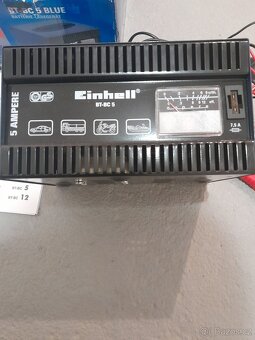 BT-BC 5 BLUE
5 AMPERE
Einhell
BT-BC 5
7,5 A
BT-BC 5
BT-BC 12